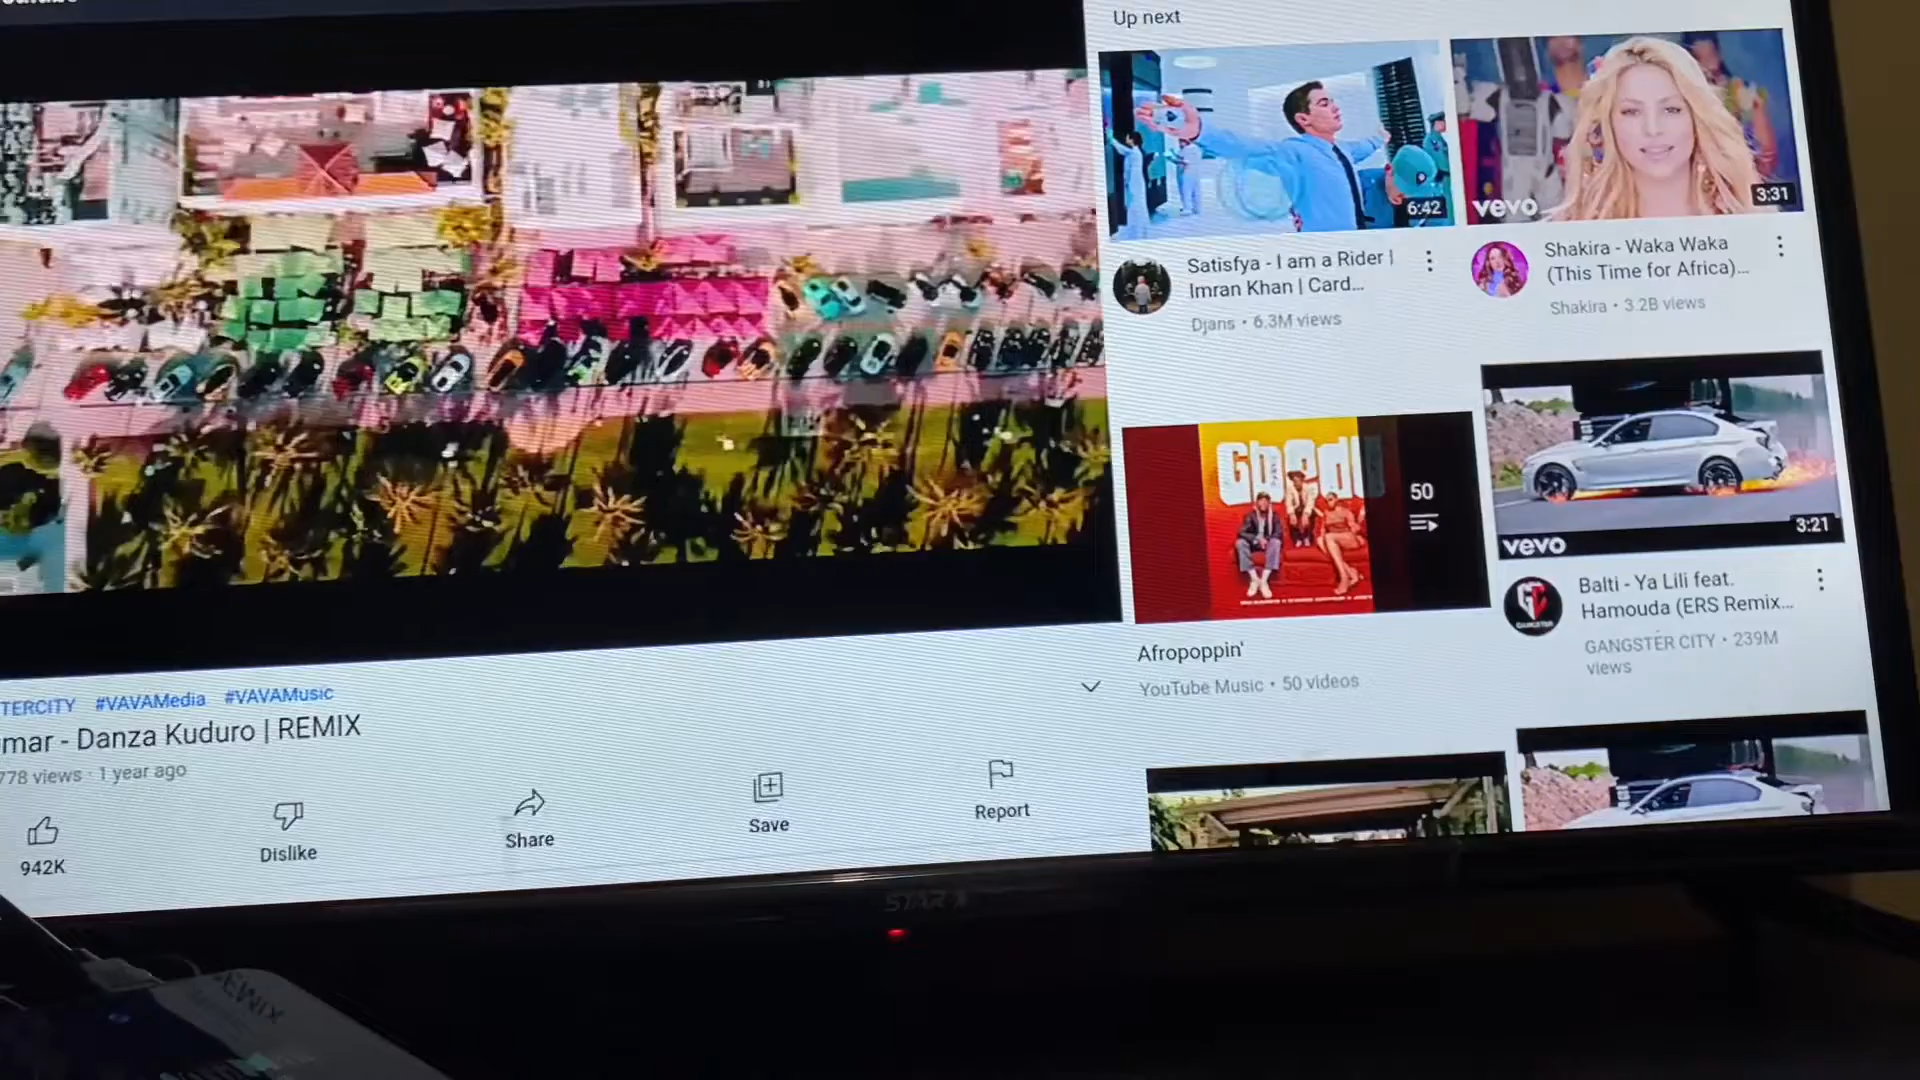 Up next
6:42
Satisfya - I am a Rider |
Imran Khan | Card...
Djans • 6.3M views
vevo
3:31
Shakira - Waka Waka
(This Time for Africa)...
Shakira • 3.2B views
50
Afropoppin'
YouTube Music • 50 videos
vevo
3:21
Balti - Ya Lili feat.
Hamouda (ERS Remix...
GANGSTER CITY • 239M
views
TERCITY #VAVAMedia #VAVAMusic
mar - Danza Kuduro | REMIX
778 views · 1 year ago
942K
Dislike
Share
Save
Report
STAR X